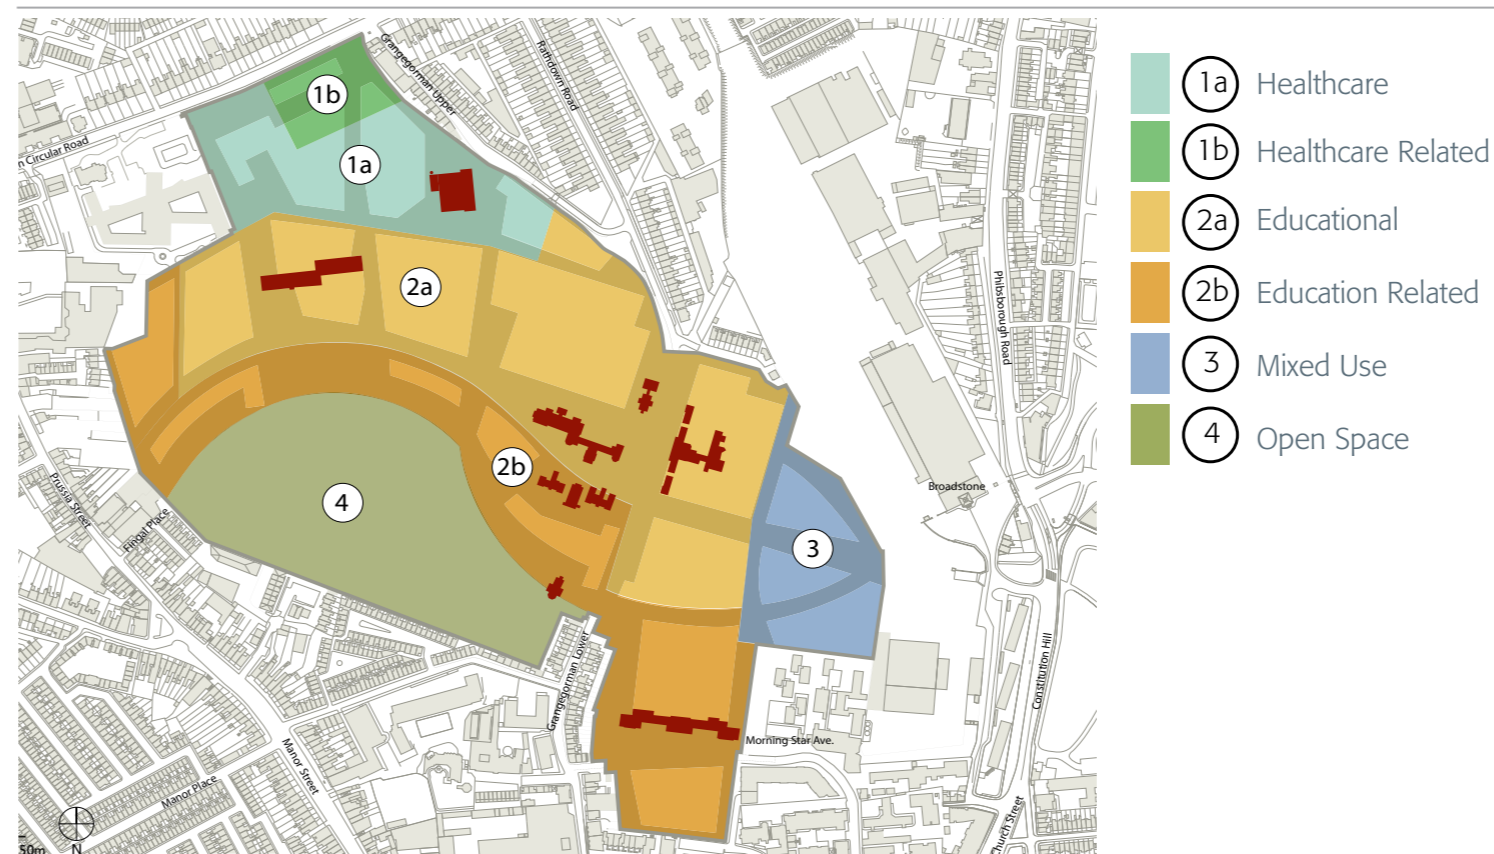 Grangegorman Upper
Rathdown Road
1b
n Circular Road
1a
2a
Phibsborough Road
2b
4
Broadstone
Prussia Street
Fingal Place
3
Grangegorman Lower
Constitution Hill
Morning Star Ave.
Manor Street
Manor Place
Church Street
50m
N
1a Healthcare
1b Healthcare Related
2a Educational
2b Education Related
3 Mixed Use
4 Open Space